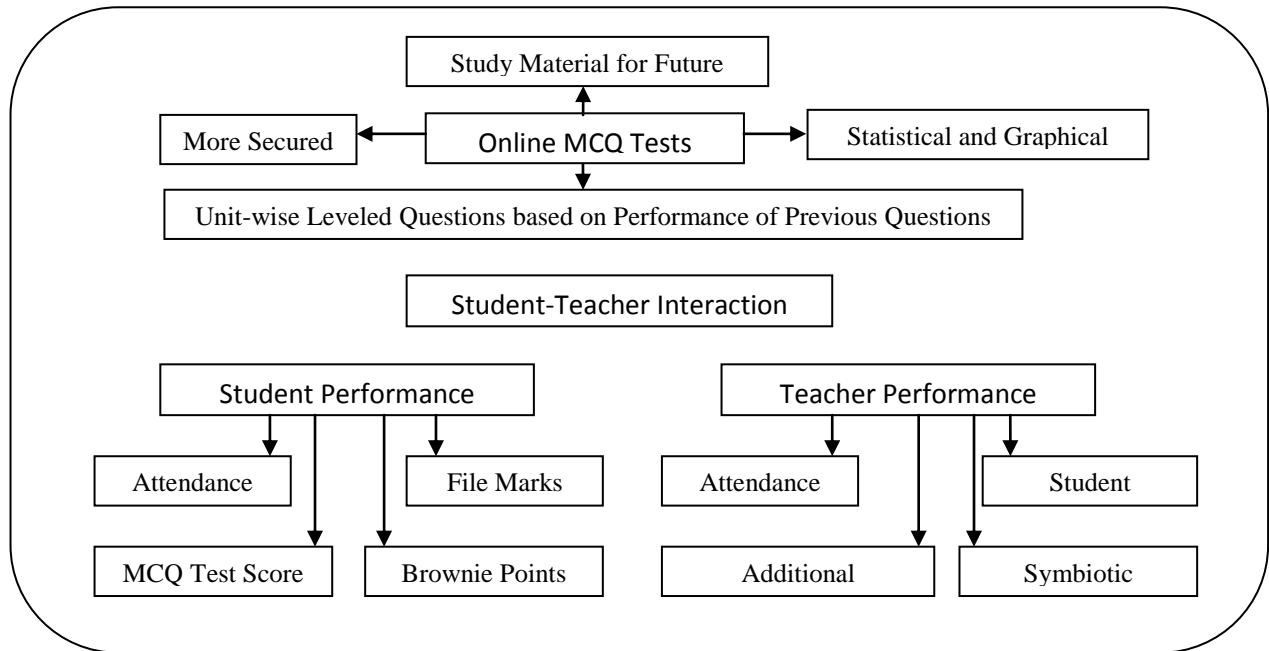 Study Material for Future
More Secured
Online MCQ Tests
Statistical and Graphical
Unit-wise Leveled Questions based on Performance of Previous Questions
Student-Teacher Interaction
Student Performance
Teacher Performance
Attendance
File Marks
Attendance
Student
MCQ Test Score
Brownie Points
Additional
Symbiotic